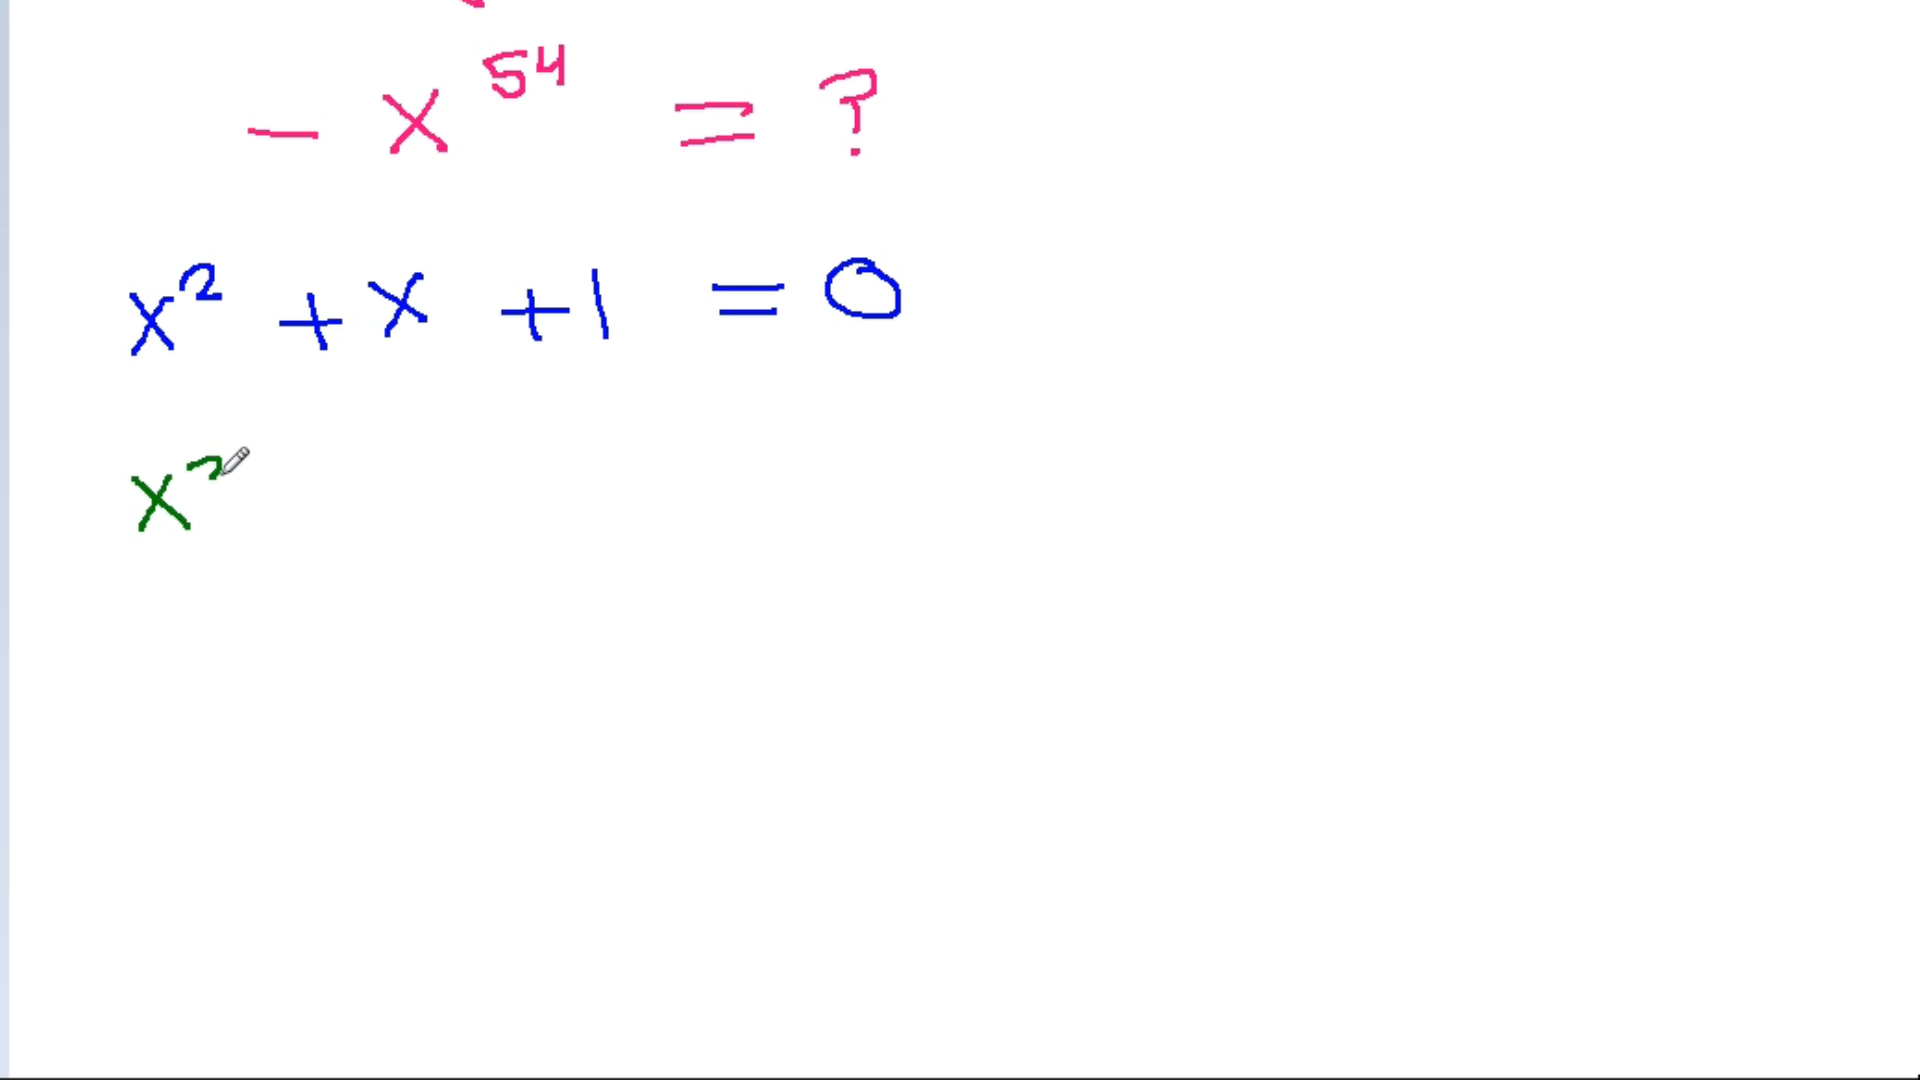 - x^54 = ?
x^2 + x + 1 = 0
x